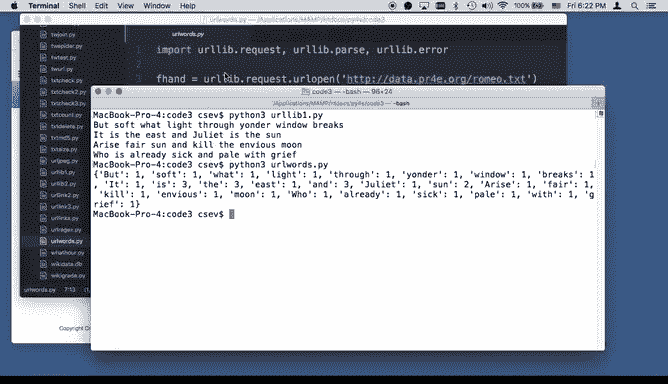 Terminal Shell Edit View Window Help
100% Fri 6:22 PM
urlwords.py
twjoin.py
twspider.py
twtest.py
twurl.py
txtcheck.py
txtcheck2.py
txtcheck3.py
txtcount.py
txtdelete.py
txtmd5.py
txtsize.py
urljpeg.py
urllib1.py
urllib2.py
urllink2.py
urllink3.py
urllinks.py
urlregex.py
urlwords.py
whathour.py
wikidata.db
wikigrade.py
urlwords.py 7:13
import urllib.request, urllib.parse, urllib.error
3 fhand = urllib.request.urlopen('http://data.pr4e.org/romeo.txt')
code3 — -bash — 96×24
MacBook-Pro-4:code3 csev$ python3 urllib1.py
But soft what light through yonder window breaks
It is the east and Juliet is the sun
Arise fair sun and kill the envious moon
Who is already sick and pale with grief
MacBook-Pro-4:code3 csev$ python3 urlwords.py
{'But': 1, 'soft': 1, 'what': 1, 'light': 1, 'through': 1, 'yonder': 1, 'window': 1, 'breaks': 1
, 'It': 1, 'is': 3, 'the': 3, 'east': 1, 'and': 3, 'Juliet': 1, 'sun': 2, 'Arise': 1, 'fair': 1,
'kill': 1, 'envious': 1, 'moon': 1, 'Who': 1, 'already': 1, 'sick': 1, 'pale': 1, 'with': 1, 'g
rief': 1}
MacBook-Pro-4:code3 csev$
Copyright